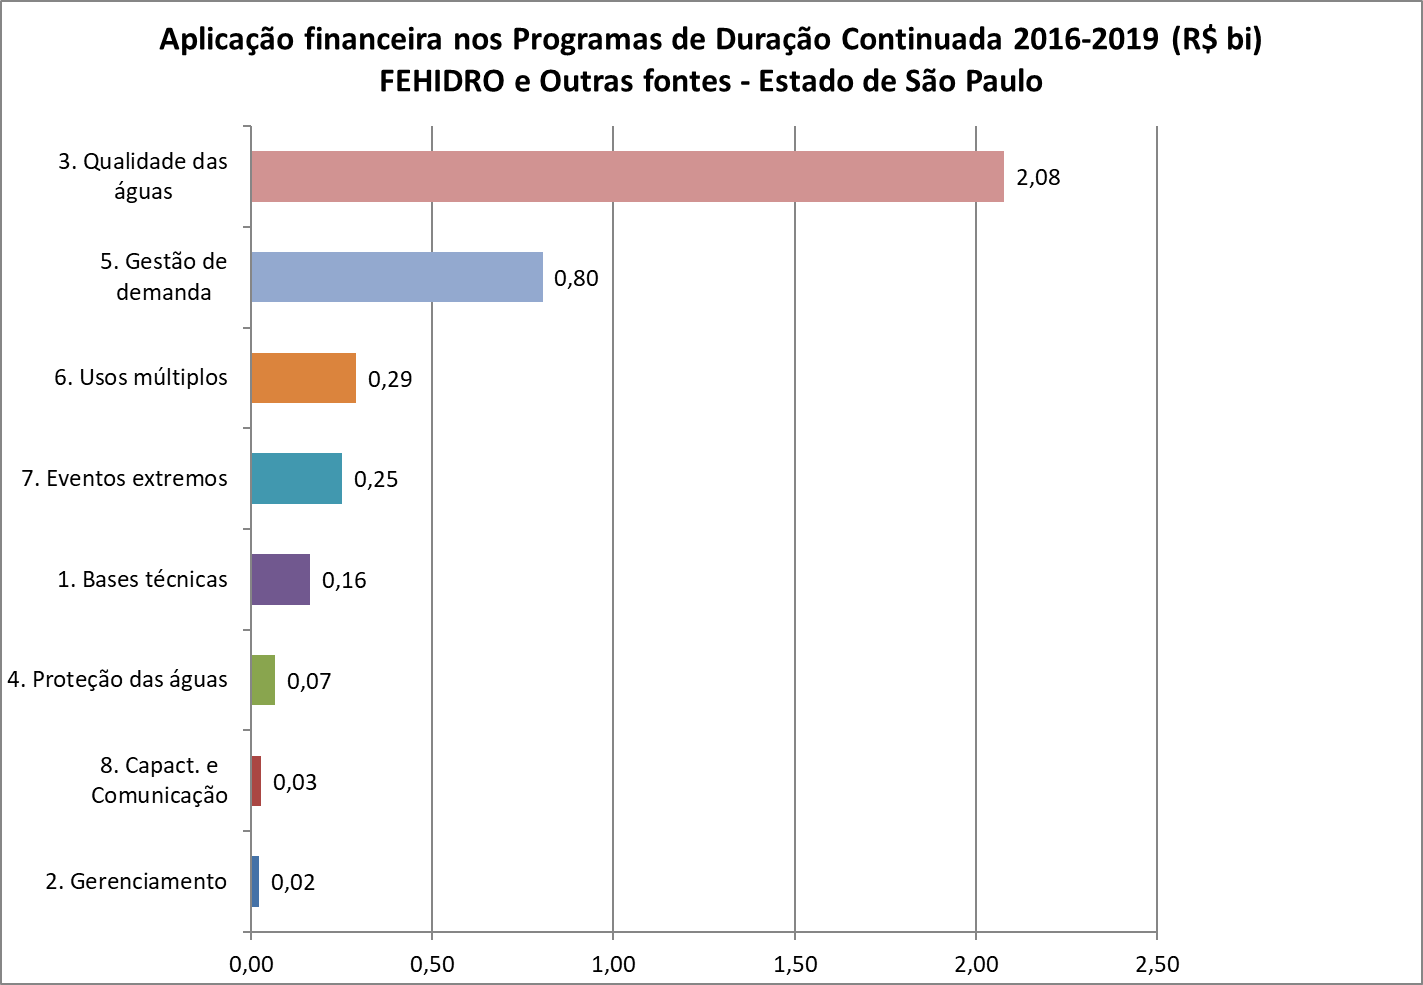 Aplicação financeira nos Programas de Duração Continuada 2016-2019 (R$ bi)
FEHIDRO e Outras fontes - Estado de São Paulo
3. Qualidade das
águas
2,08
5. Gestão de
demanda
0,80
6. Usos múltiplos
0,29
7. Eventos extremos
0,25
1. Bases técnicas
0,16
4. Proteção das águas
0,07
8. Capact. e
Comunicação
0,03
2. Gerenciamento
0,02
0,00 0,50 1,00 1,50 2,00 2,50